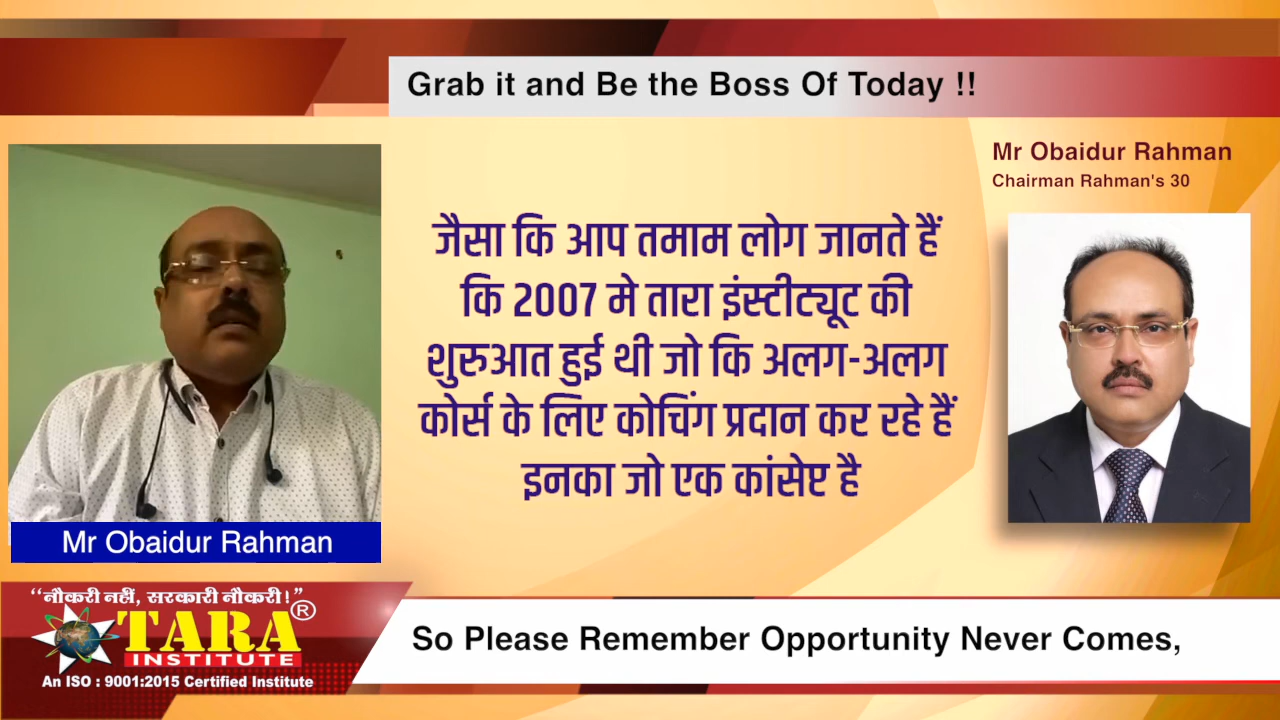 Grab it and Be the Boss Of Today !!
Mr Obaidur Rahman
Chairman Rahman's 30
जैसा कि आप तमाम लोग जानते हैं
कि 2007 मे तारा इंस्टीट्यूट की
शुरुआत हुई थी जो कि अलग-अलग
कोर्स के लिए कोचिंग प्रदान कर रहे हैं
इनका जो एक कांसेप्ट है
Mr Obaidur Rahman
“नौकरी नहीं, सरकारी नौकरी!”
TARA®
INSTITUTE
An ISO : 9001:2015 Certified Institute
So Please Remember Opportunity Never Comes,